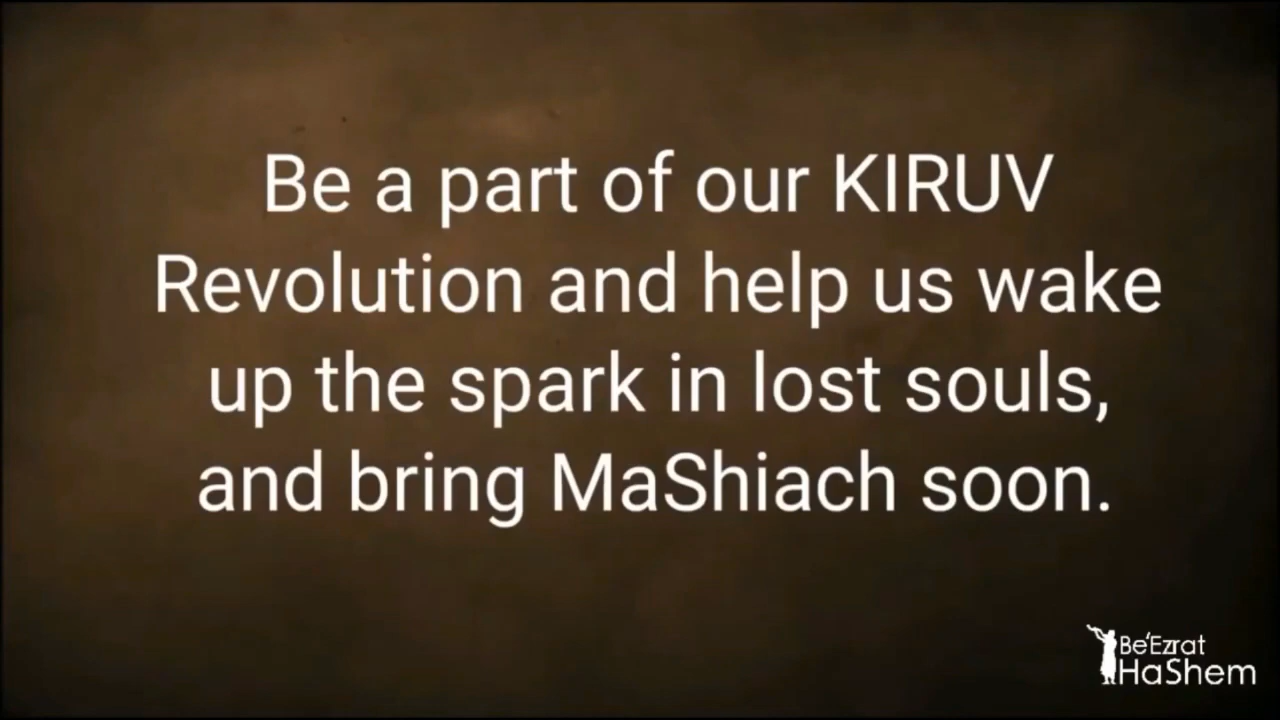 Be a part of our KIRUV
Revolution and help us wake
up the spark in lost souls,
and bring MaShiach soon.
Be'Ezrat
HaShem